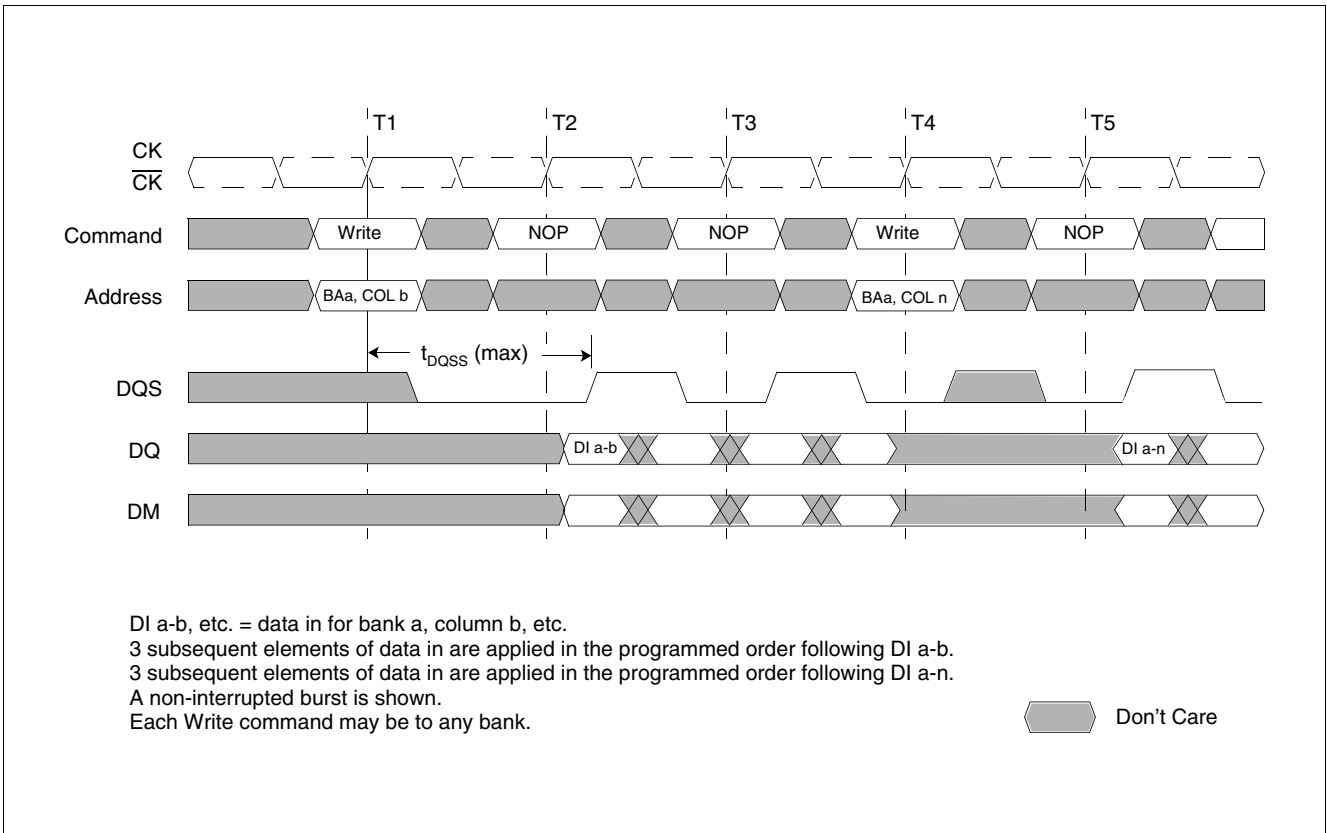 T1 T2 T3 T4 T5
CK
CK
Command Write NOP NOP Write NOP
Address BAa, COL b BAa, COL n
tDQSS (max)
DQS
DQ DI a-b DI a-n
DM
DI a-b, etc. = data in for bank a, column b, etc.
3 subsequent elements of data in are applied in the programmed order following DI a-b.
3 subsequent elements of data in are applied in the programmed order following DI a-n.
A non-interrupted burst is shown.
Each Write command may be to any bank.
Don't Care